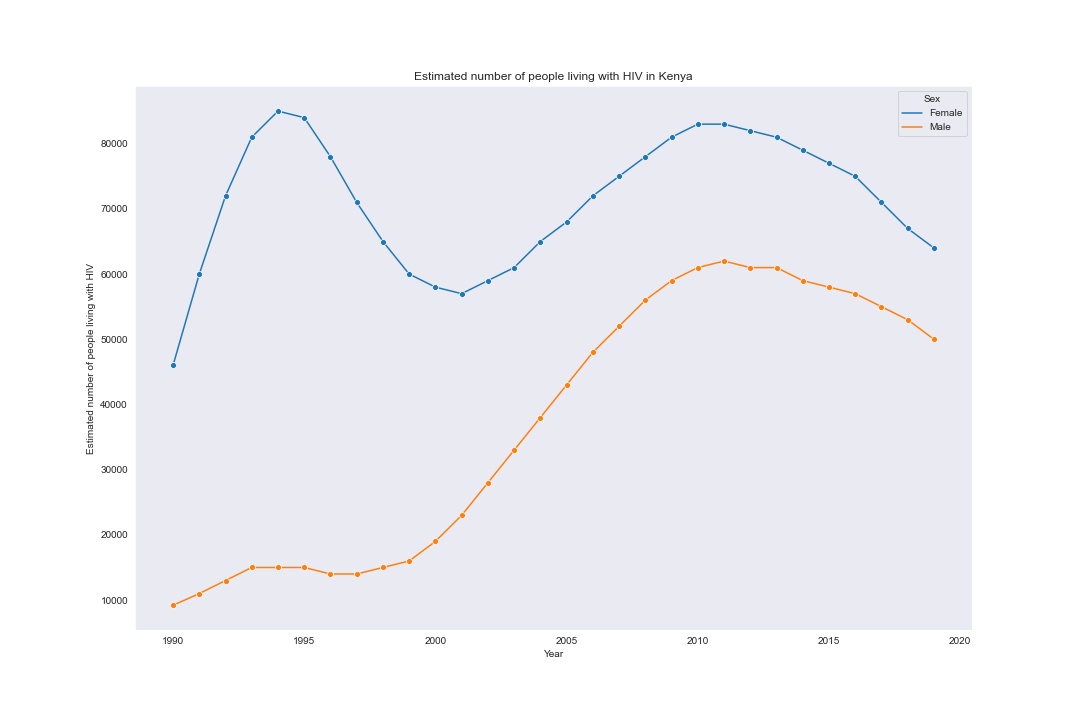 Estimated number of people living with HIV in Kenya
Sex
Female
Male
Estimated number of people living with HIV
80000
70000
60000
50000
40000
30000
20000
10000
1990 1995 2000 2005 2010 2015 2020
Year